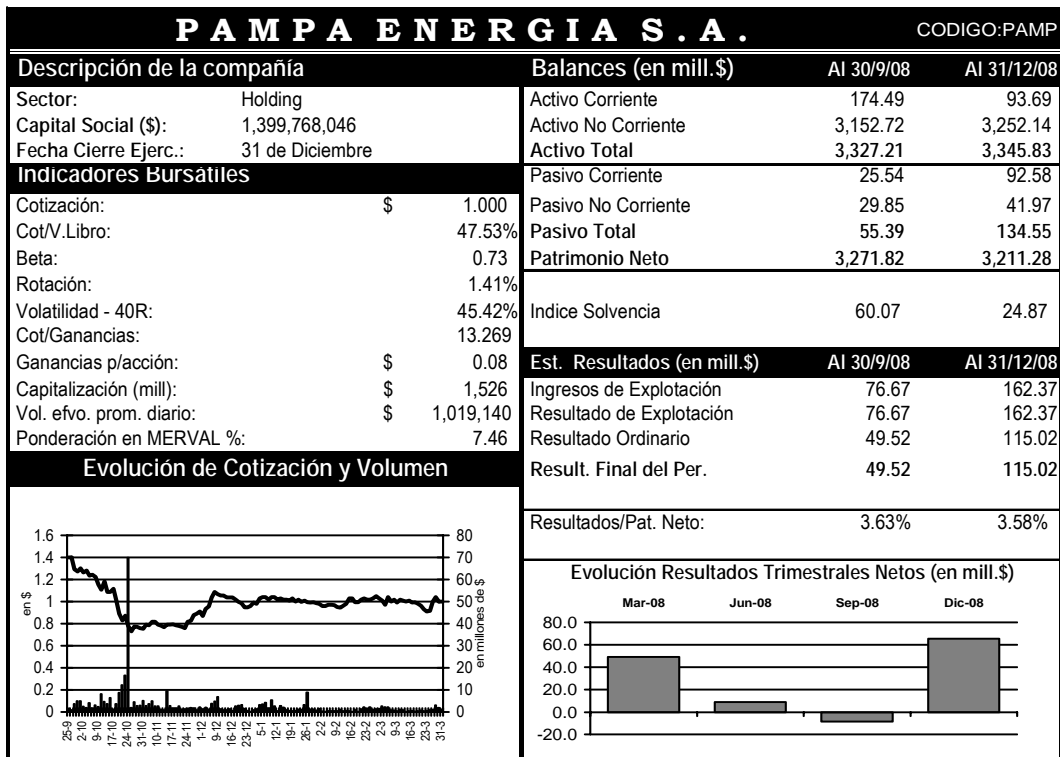 PAMPA ENERGIA S.A. CODIGO:PAMP
Descripción de la compañía
Sector: Holding
Capital Social ($): 1,399,768,046
Fecha Cierre Ejerc.: 31 de Diciembre
Indicadores Bursátiles
Cotización: $ 1.000
Cot/V.Libro: 47.53%
Beta: 0.73
Rotación: 1.41%
Volatilidad - 40R: 45.42%
Cot/Ganancias: 13.269
Ganancias p/acción: $ 0.08
Capitalización (mill): $ 1,526
Vol. efvo. prom. diario: $ 1,019,140
Ponderación en MERVAL %: 7.46
Evolución de Cotización y Volumen
en $
1.6
1.4
1.2
1
0.8
0.6
0.4
0.2
0
80
70
60
50
40
30
20
10
0
en millones de $
25-9
2-10
9-10
17-10
24-10
31-10
10-11
17-11
24-11
1-12
9-12
16-12
23-12
5-1
12-1
19-1
26-1
2-2
9-2
16-2
23-2
2-3
9-3
16-3
23-3
31-3
Balances (en mill.$) Al 30/9/08 Al 31/12/08
Activo Corriente 174.49 93.69
Activo No Corriente 3,152.72 3,252.14
Activo Total 3,327.21 3,345.83
Pasivo Corriente 25.54 92.58
Pasivo No Corriente 29.85 41.97
Pasivo Total 55.39 134.55
Patrimonio Neto 3,271.82 3,211.28
Indice Solvencia 60.07 24.87
Est. Resultados (en mill.$) Al 30/9/08 Al 31/12/08
Ingresos de Explotación 76.67 162.37
Resultado de Explotación 76.67 162.37
Resultado Ordinario 49.52 115.02
Result. Final del Per. 49.52 115.02
Resultados/Pat. Neto: 3.63% 3.58%
Evolución Resultados Trimestrales Netos (en mill.$)
Mar-08 Jun-08 Sep-08 Dic-08
80.0
60.0
40.0
20.0
0.0
-20.0